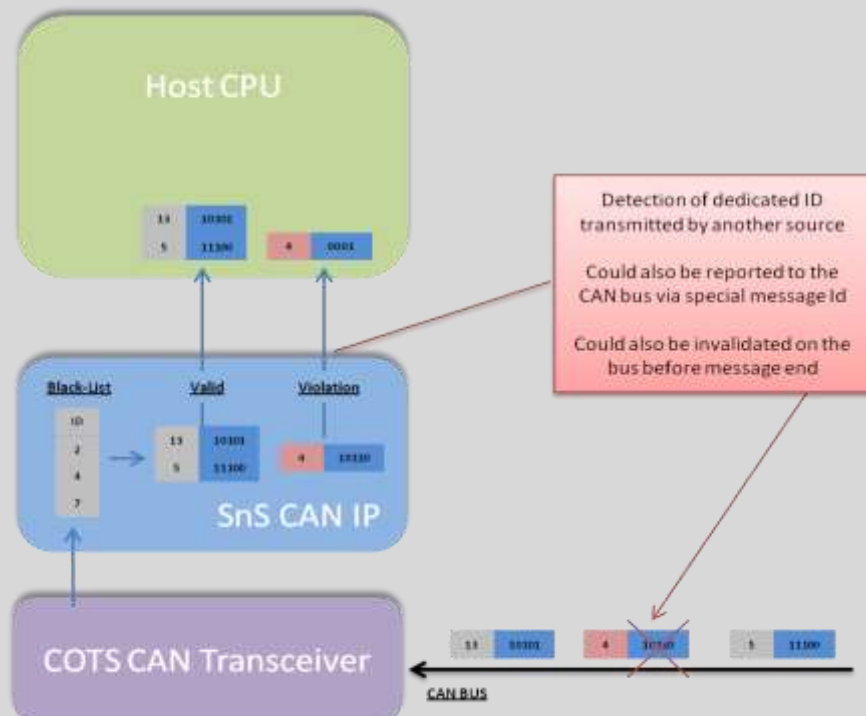 Host CPU
13 10101
5 11100
4 0001
Detection of dedicated ID
transmitted by another source
Could also be reported to the
CAN bus via special message Id
Could also be invalidated on the
bus before message end
Black-List
Valid
Violation
ID
2
4
7
13 10101
5 11100
4 10110
SnS CAN IP
COTS CAN Transceiver
13 10101
4
5 11100
CAN BUS